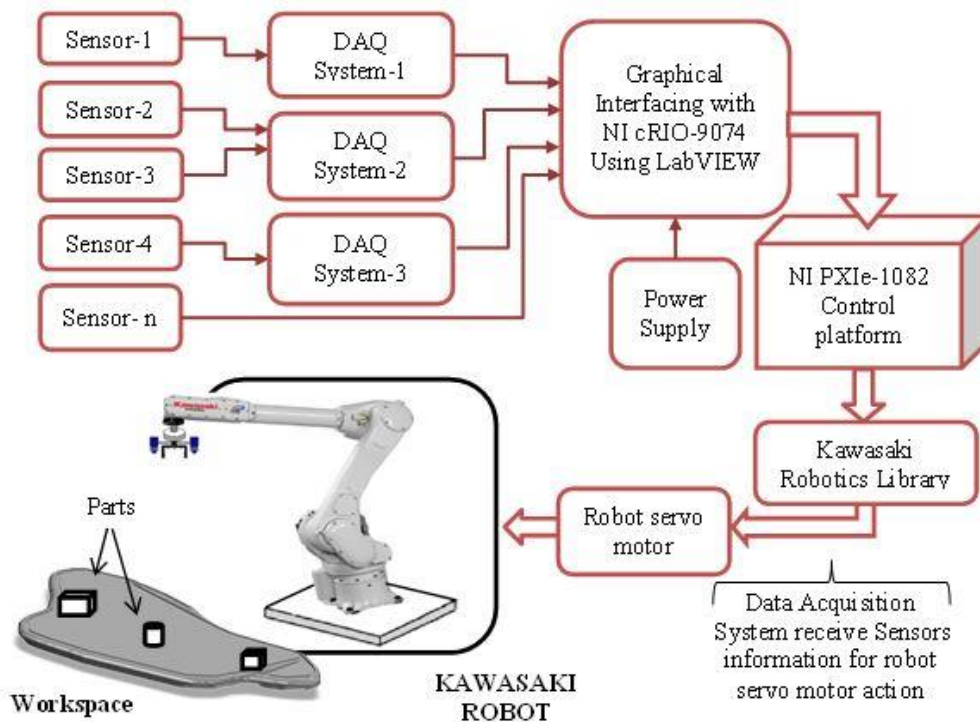 Sensor-1
DAQ
System-1
Graphical
Interfacing with
NI cRIO-9074
Using LabVIEW
Sensor-2
Sensor-3
DAQ
System-2
Sensor-4
DAQ
System-3
Sensor- n
Power
Supply
NI PXIe-1082
Control
platform
Kawasaki
Kawasaki
Robotics Library
Robot servo
motor
Parts
Data Acquisition
System receive Sensors
information for robot
servo motor action
Workspace
KAWASAKI
ROBOT